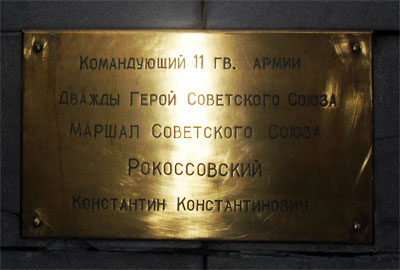 Командующий 11 гв. армии
Дважды Герой Советского Союза
Маршал Советского Союза
Рокоссовский
Константин Константинович